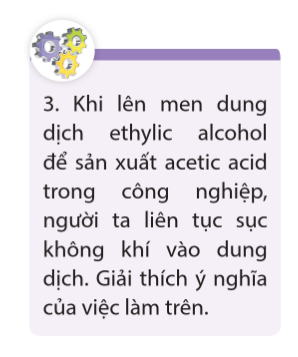 3. Khi lên men dung
dịch ethylic alcohol
để sản xuất acetic acid
trong công nghiệp,
người ta liên tục sục
không khí vào dung
dịch. Giải thích ý nghĩa
của việc làm trên.